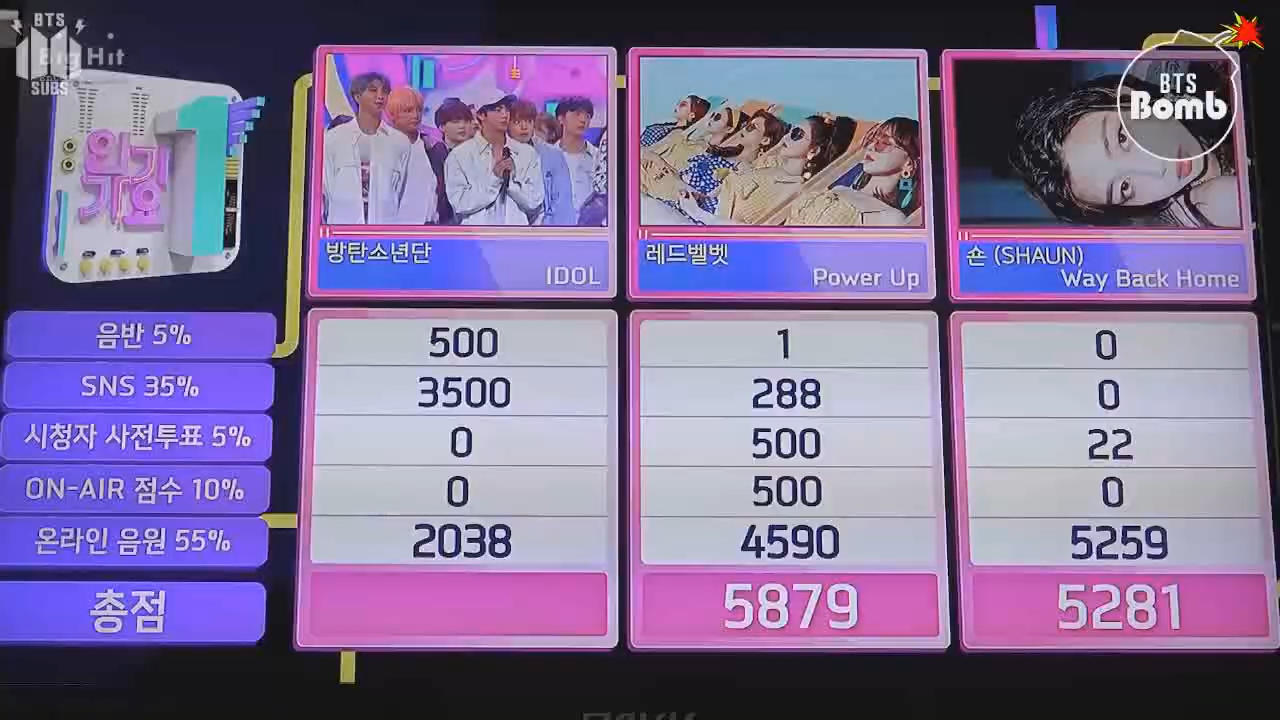 BTS
Big Hit
SUBS
BTS
Bomb
인기
가요
1
방탄소년단
IDOL
레드벨벳
Power Up
숀 (SHAUN)
Way Back Home
음반 5% 500 1 0
SNS 35% 3500 288 0
시청자 사전투표 5% 0 500 22
ON-AIR 점수 10% 0 500 0
온라인 음원 55% 2038 4590 5259
총점 5879 5281